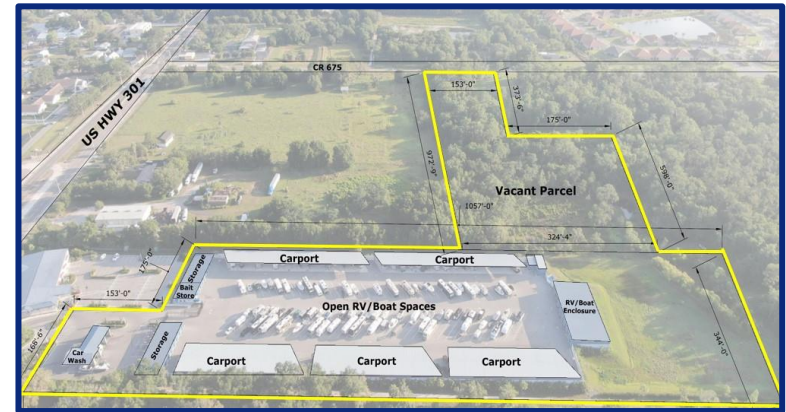 CR 675
US HWY 301
153'-0"
373'-6"
175'-0"
972'-9"
598'-0"
Vacant Parcel
1057'-0"
324'-4"
175'-0"
Storage
Carport
Carport
Bait
Store
153'-0"
Open RV/Boat Spaces
RV/Boat
Enclosure
168'-6"
344'-0"
Car
Wash
Storage
Carport
Carport
Carport